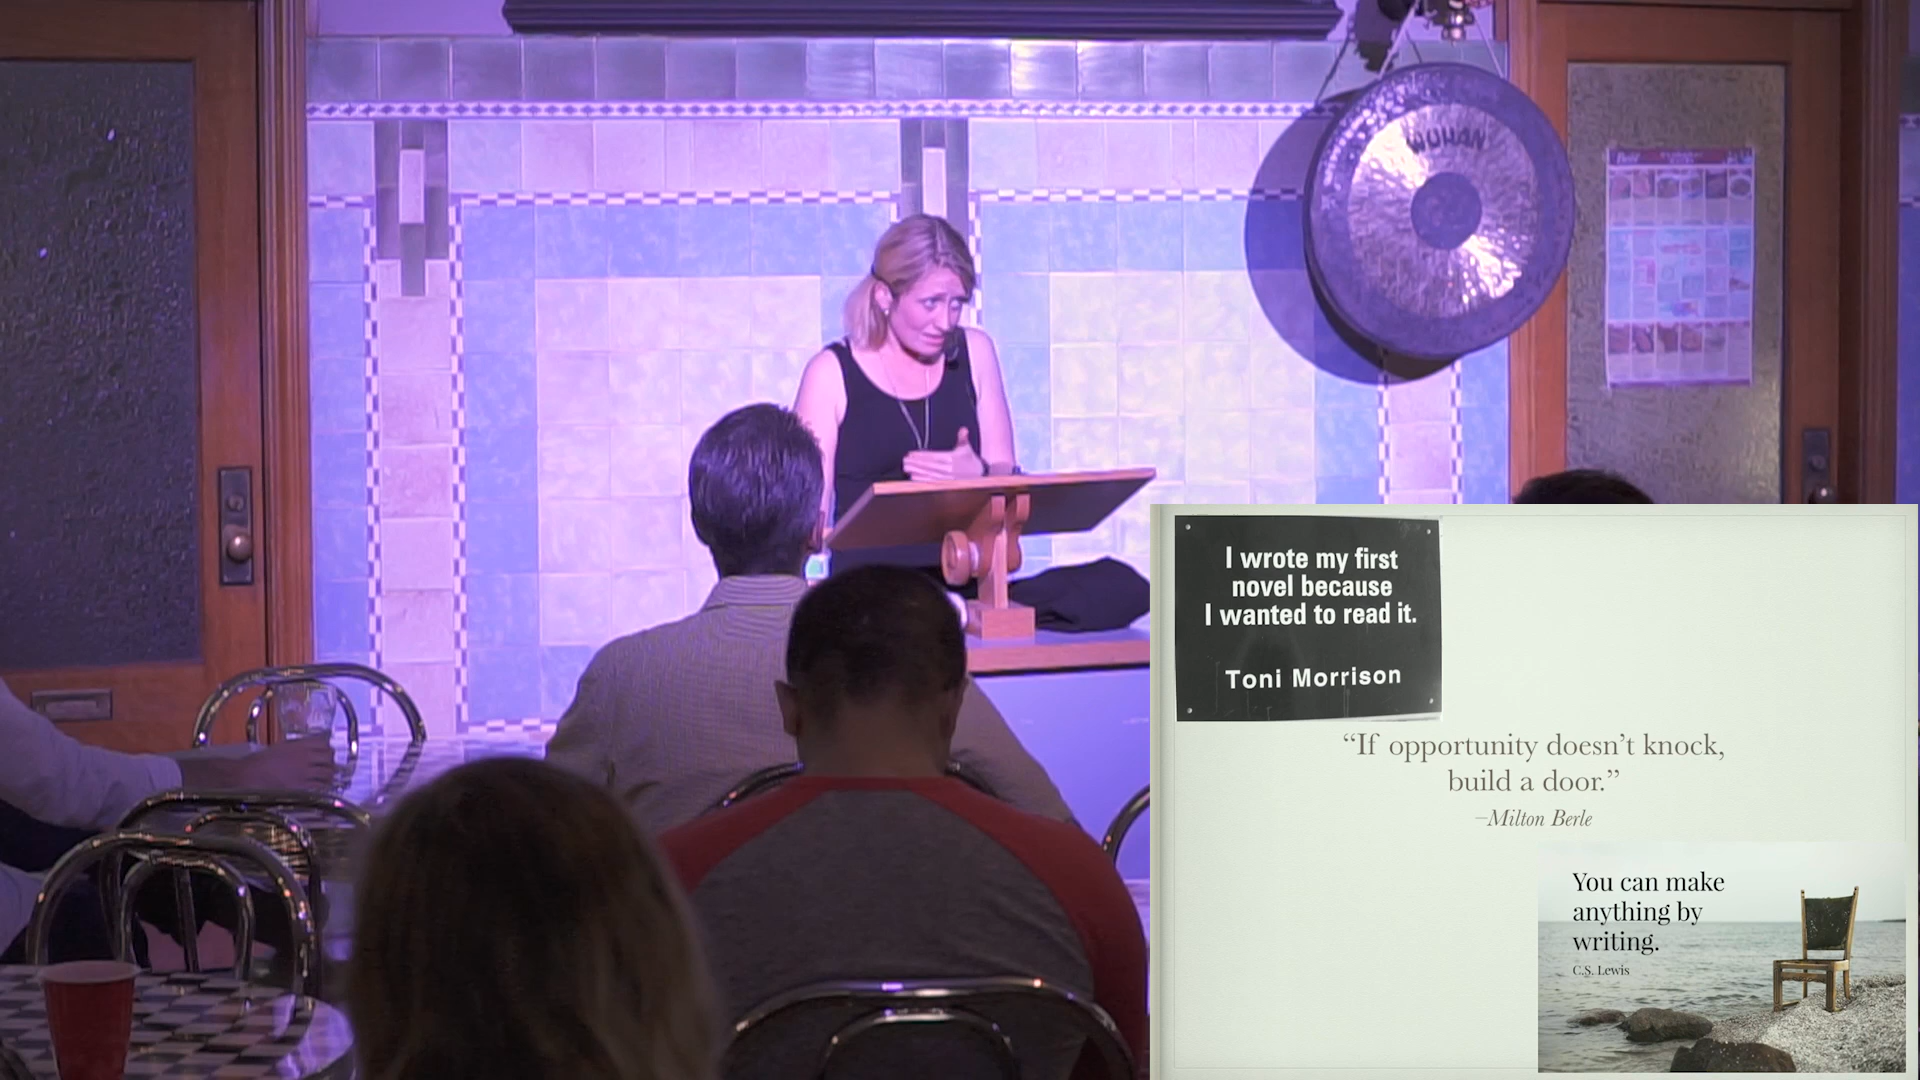 WUHAN
I wrote my first
novel because
I wanted to read it.
Toni Morrison
“If opportunity doesn’t knock,
build a door.”
–Milton Berle
You can make
anything by
writing.
C.S. Lewis